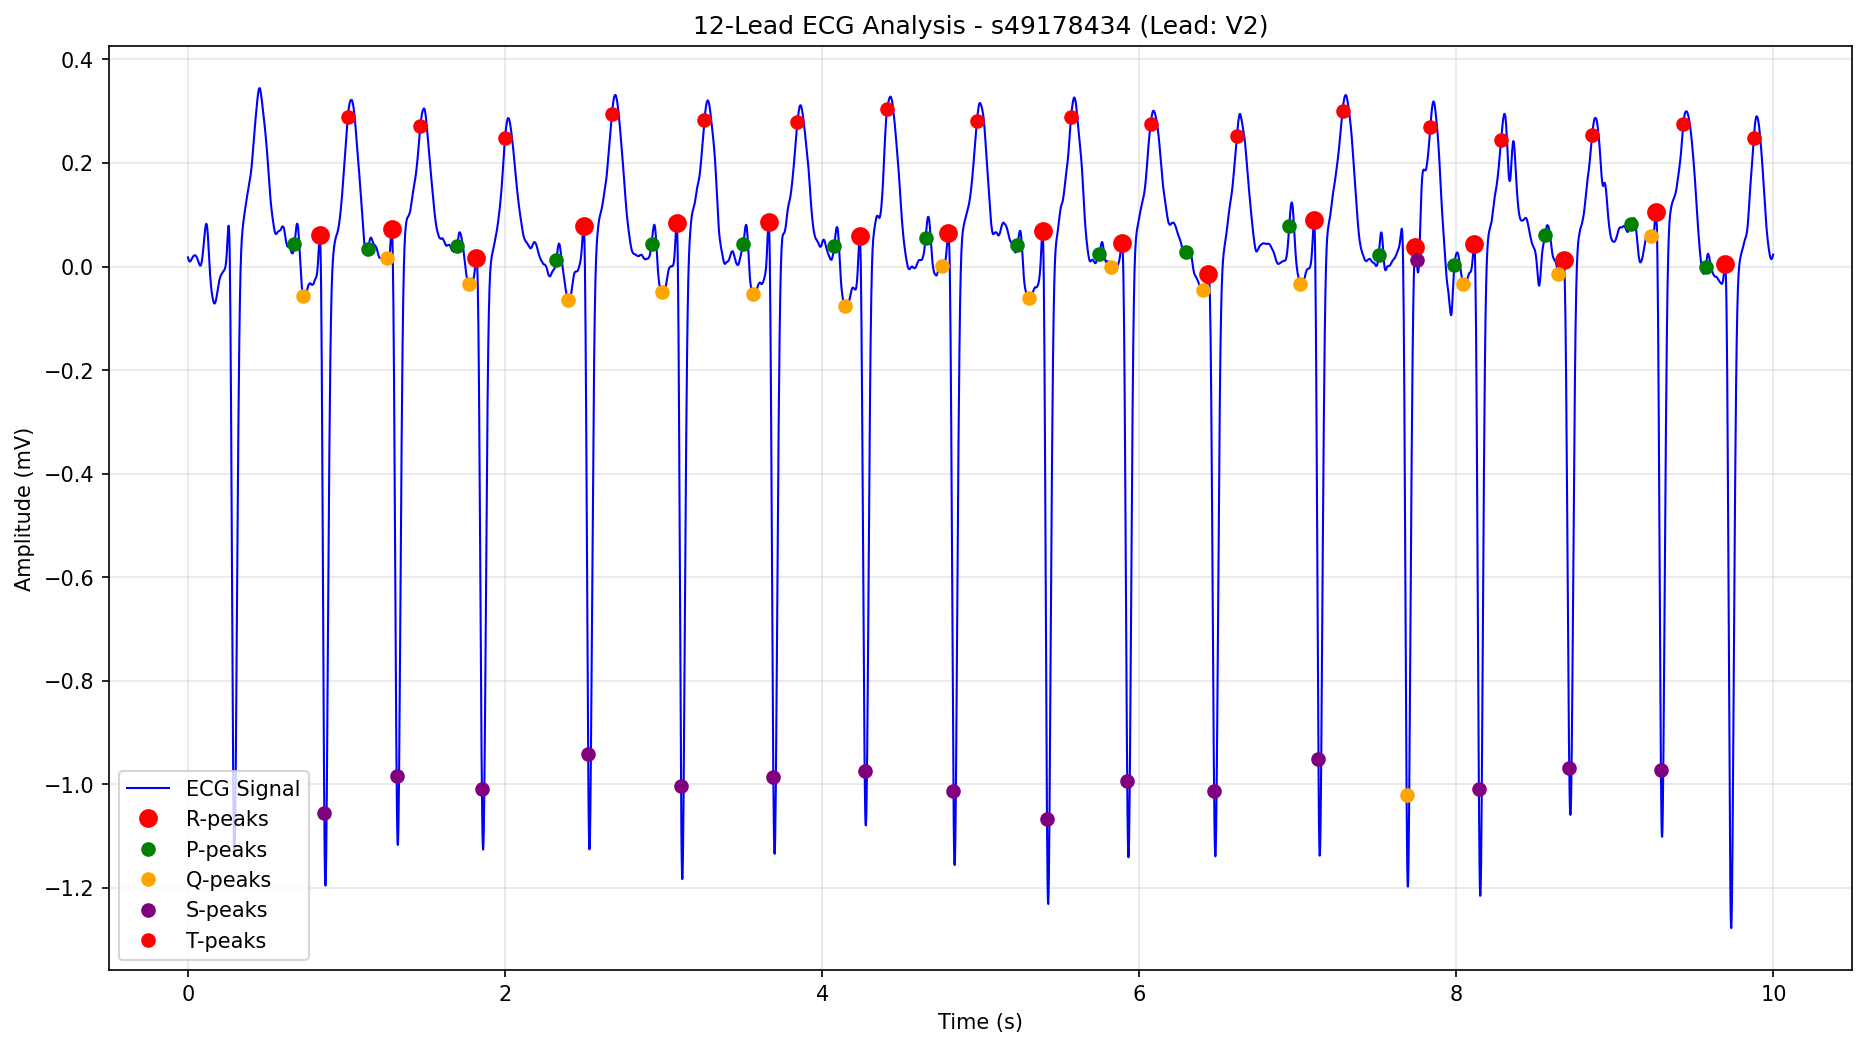 12-Lead ECG Analysis - s49178434 (Lead: V2)
0.4
0.2
0.0
−0.2
−0.4
−0.6
−0.8
−1.0
−1.2
Amplitude (mV)
ECG Signal
R-peaks
P-peaks
Q-peaks
S-peaks
T-peaks
0 2 4 6 8 10
Time (s)